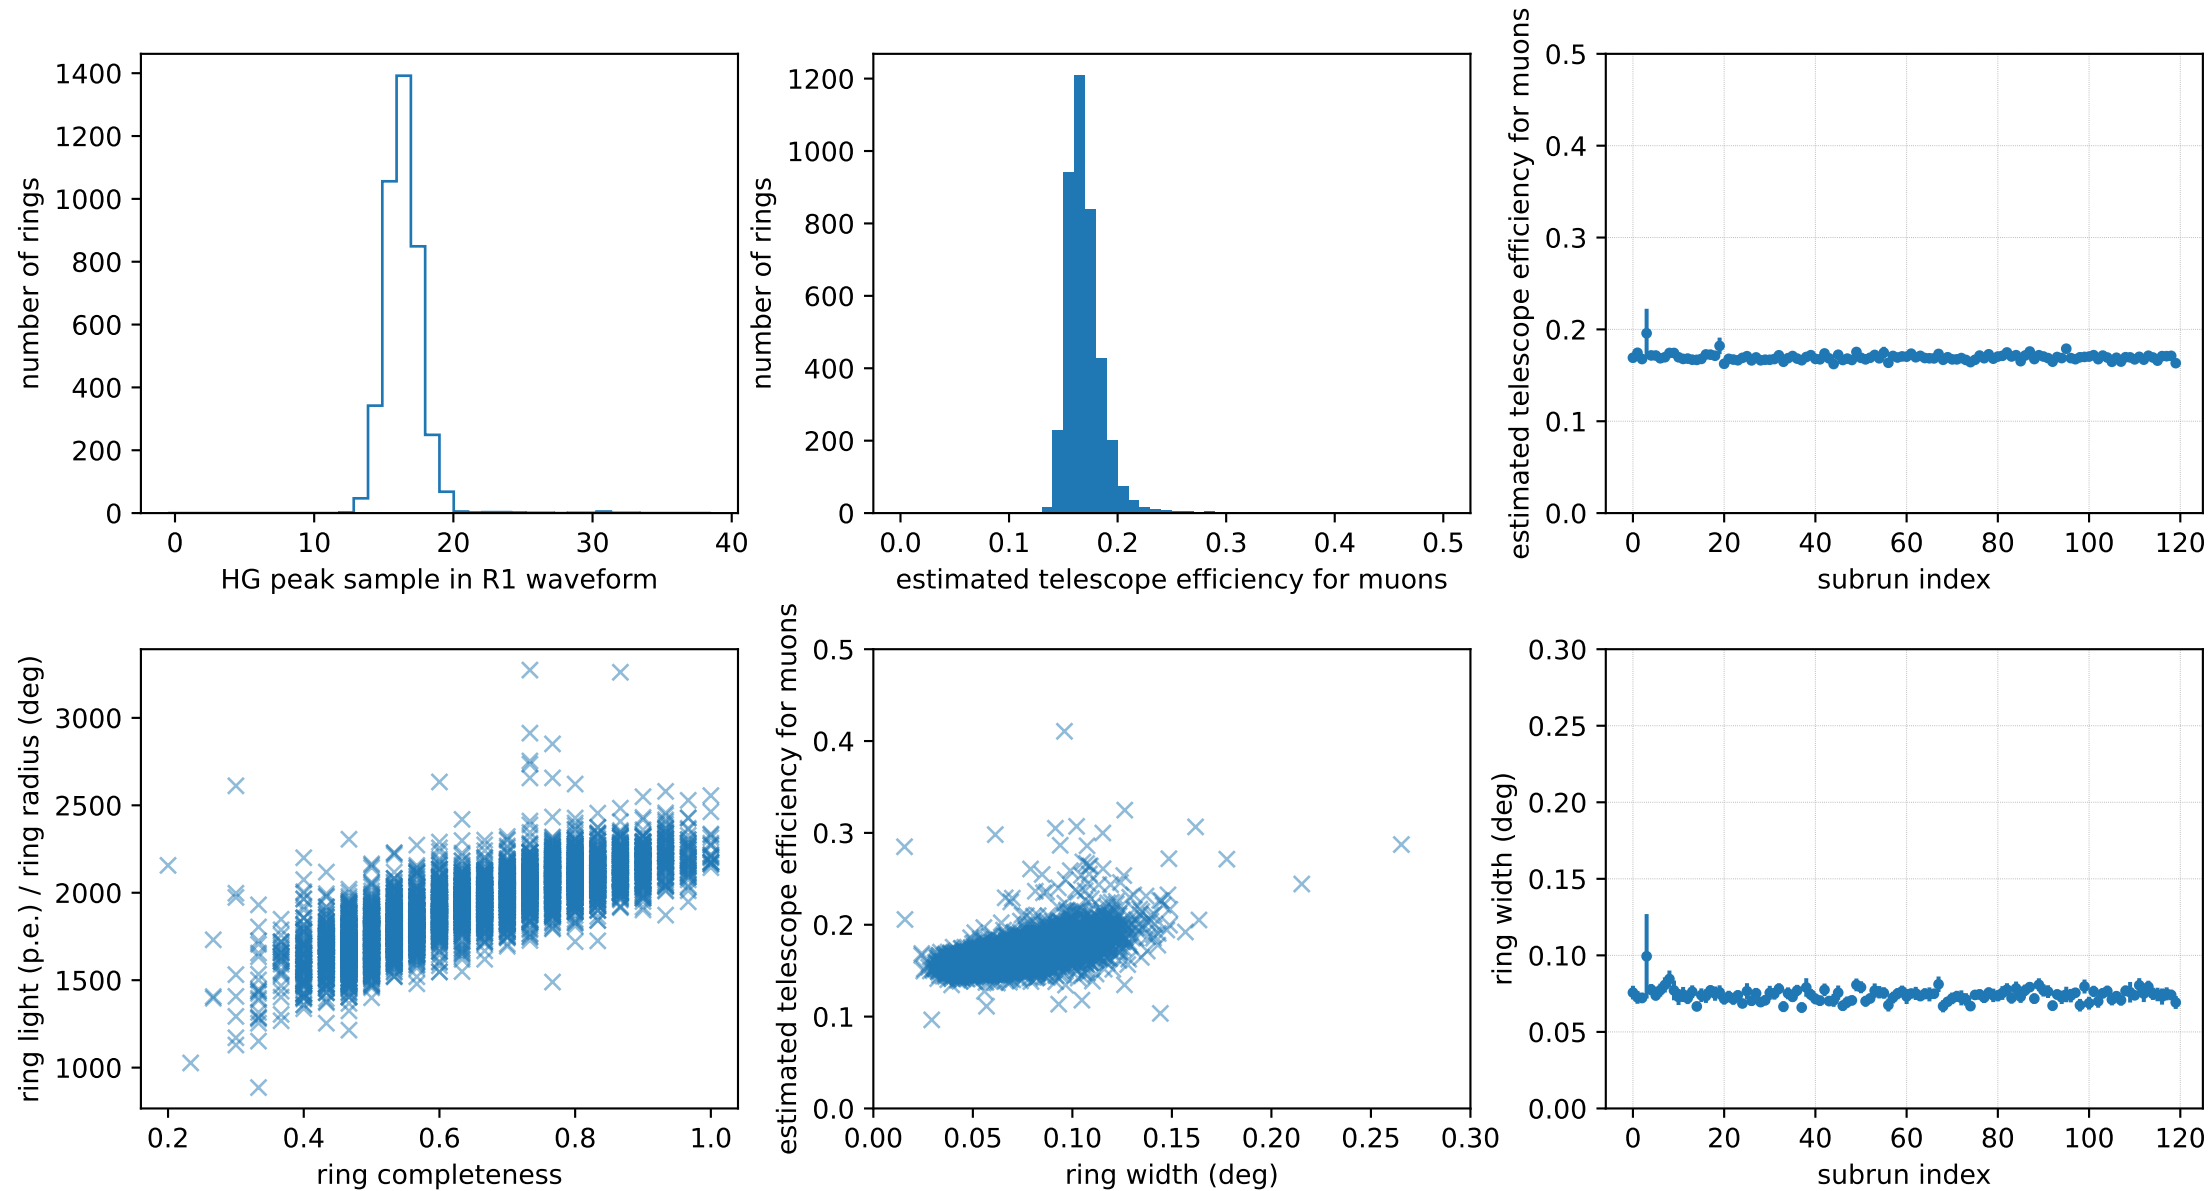 1400
1200
1000
800
600
400
200
0
number of rings
0 10 20 30 40
HG peak sample in R1 waveform
1200
1000
800
600
400
200
0
number of rings
0.0 0.1 0.2 0.3 0.4 0.5
estimated telescope efficiency for muons
0.5
0.4
0.3
0.2
0.1
0.0
estimated telescope efficiency for muons
0 20 40 60 80 100 120
subrun index
3000
2500
2000
1500
1000
ring light (p.e.) / ring radius (deg)
0.2 0.4 0.6 0.8 1.0
ring completeness
0.5
0.4
0.3
0.2
0.1
0.0
estimated telescope efficiency for muons
0.00 0.05 0.10 0.15 0.20 0.25 0.30
ring width (deg)
0.30
0.25
0.20
0.15
0.10
0.05
0.00
ring width (deg)
0 20 40 60 80 100 120
subrun index